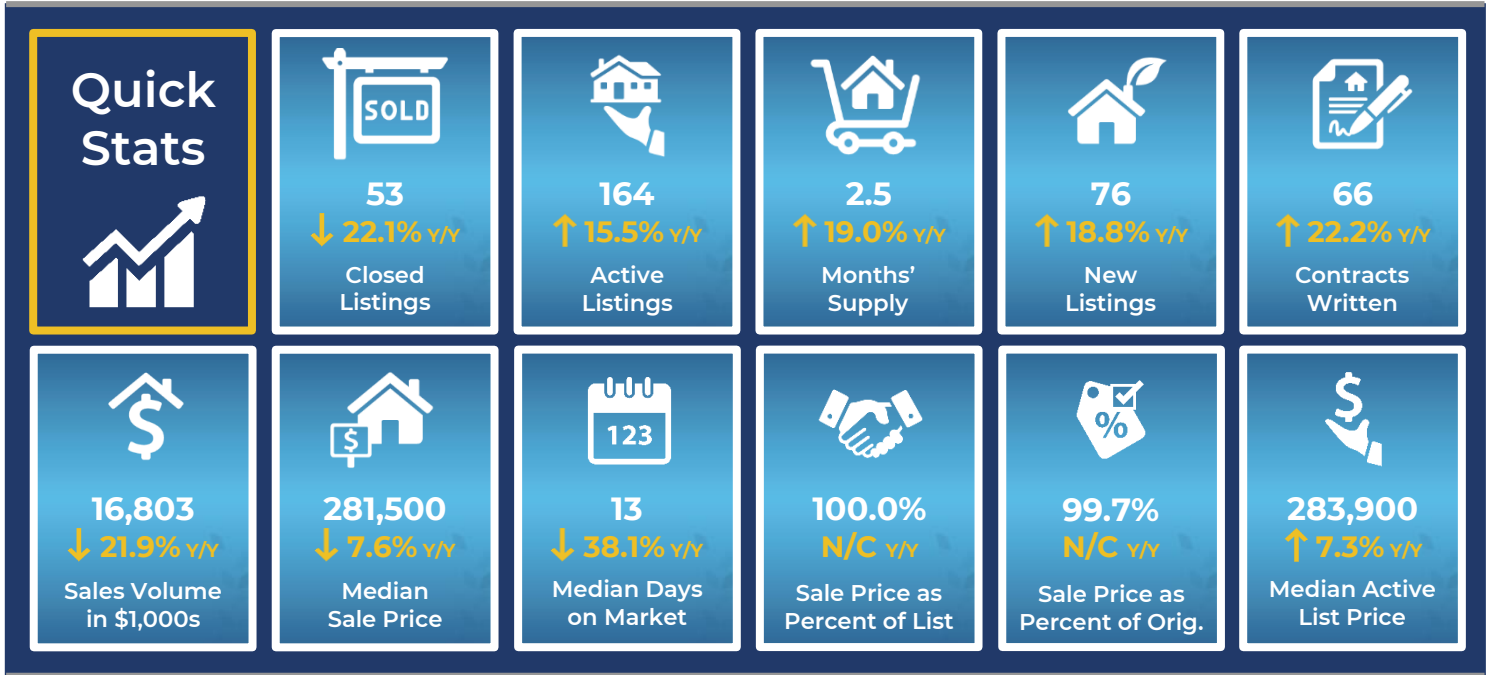 Quick
Stats
SOLD
53
↓ 22.1% Y/Y
Closed
Listings
164
↑ 15.5% Y/Y
Active
Listings
2.5
↑ 19.0% Y/Y
Months’
Supply
76
↑ 18.8% Y/Y
New
Listings
66
↑ 22.2% Y/Y
Contracts
Written
$
16,803
↓ 21.9% Y/Y
Sales Volume
in $1,000s
$
281,500
↓ 7.6% Y/Y
Median
Sale Price
123
13
↓ 38.1% Y/Y
Median Days
on Market
100.0%
N/C Y/Y
Sale Price as
Percent of List
%
99.7%
N/C Y/Y
Sale Price as
Percent of Orig.
$
283,900
↑ 7.3% Y/Y
Median Active
List Price